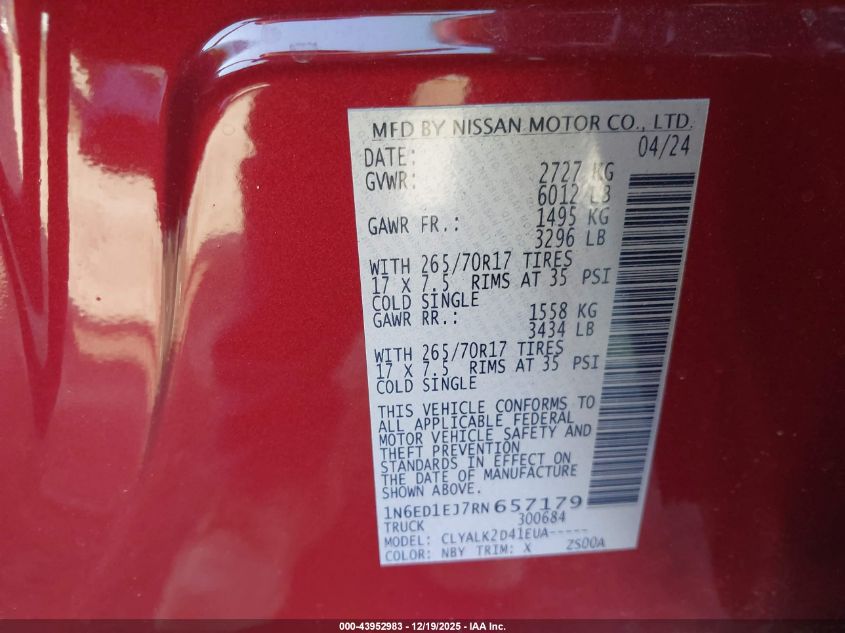 MFD BY NISSAN MOTOR CO., LTD.
DATE: 04/24
GVWR: 2727 KG
6012 LB
GAWR FR.: 1495 KG
3296 LB
WITH 265/70R17 TIRES
17 X 7.5 RIMS AT 35 PSI
COLD SINGLE
GAWR RR.: 1558 KG
3434 LB
WITH 265/70R17 TIRES
17 X 7.5 RIMS AT 35 PSI
COLD SINGLE
THIS VEHICLE CONFORMS TO
ALL APPLICABLE FEDERAL
MOTOR VEHICLE SAFETY AND
THEFT PREVENTION
STANDARDS IN EFFECT ON
THE DATE OF MANUFACTURE
SHOWN ABOVE.
1N6ED1EJ7RN657179
TRUCK 300684
MODEL: CLYALK2D41EUA-----
COLOR: NBY TRIM: X ZS00A
000-43952983 - 12/19/2025 - IAA Inc.